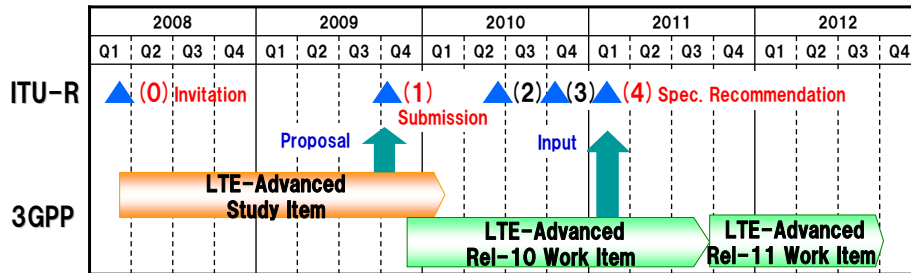 2008 2009 2010 2011 2012
Q1 Q2 Q3 Q4 Q1 Q2 Q3 Q4 Q1 Q2 Q3 Q4 Q1 Q2 Q3 Q4 Q1 Q2 Q3 Q4
ITU-R (0) Invitation (1) (2) (3) (4) Spec. Recommendation
Submission
Proposal Input
LTE-Advanced
Study Item
3GPP
LTE-Advanced LTE-Advanced
Rel-10 Work Item Rel-11 Work Item